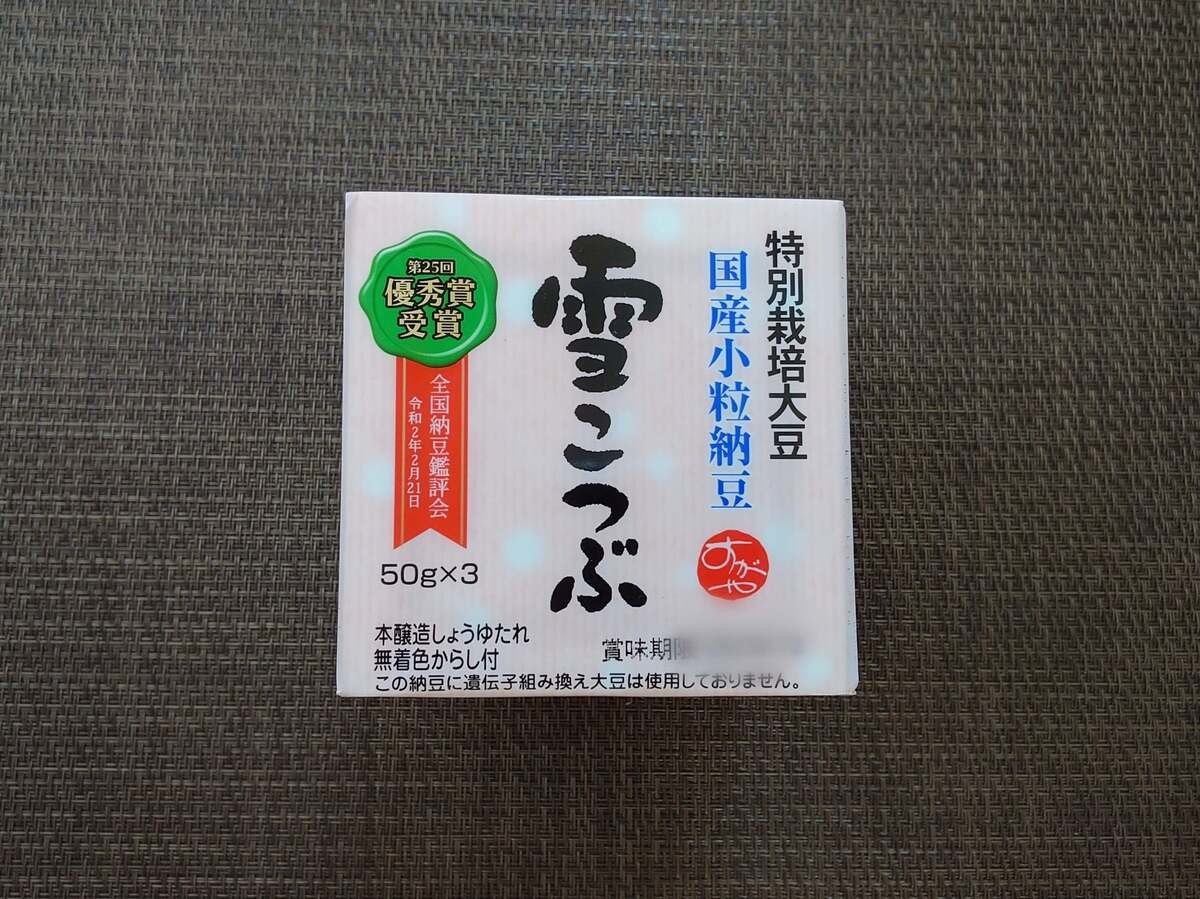 特別栽培大豆
国産小粒納豆
すがや
雪こつぶ
第25回
優秀賞
受賞
全国納豆鑑評会
令和2年2月21日
50g×3
本醸造しょうゆたれ
無着色からし付
賞味期限
この納豆に遺伝子組み換え大豆は使用しておりません。